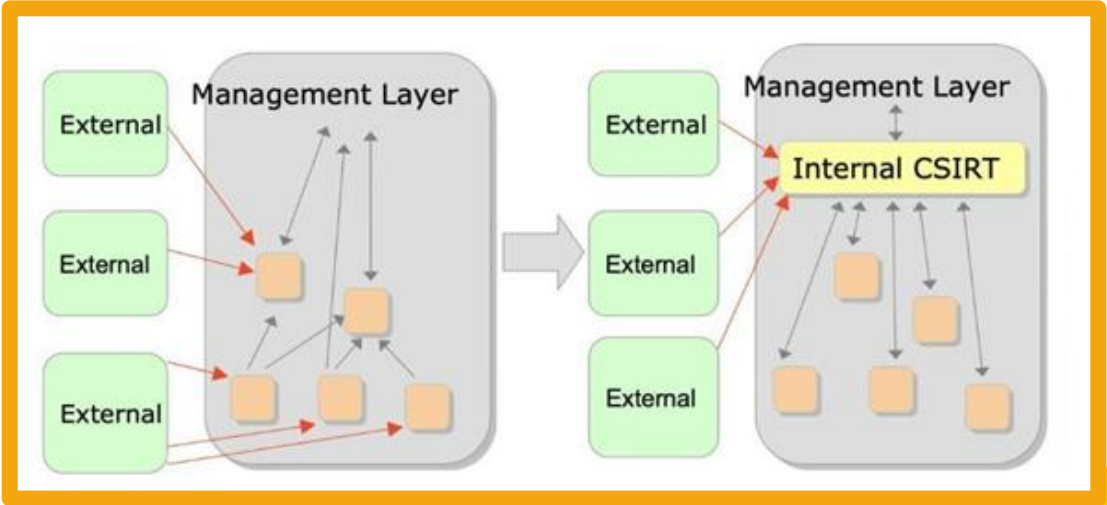 Management Layer
External
External
External
Management Layer
External
Internal CSIRT
External
External